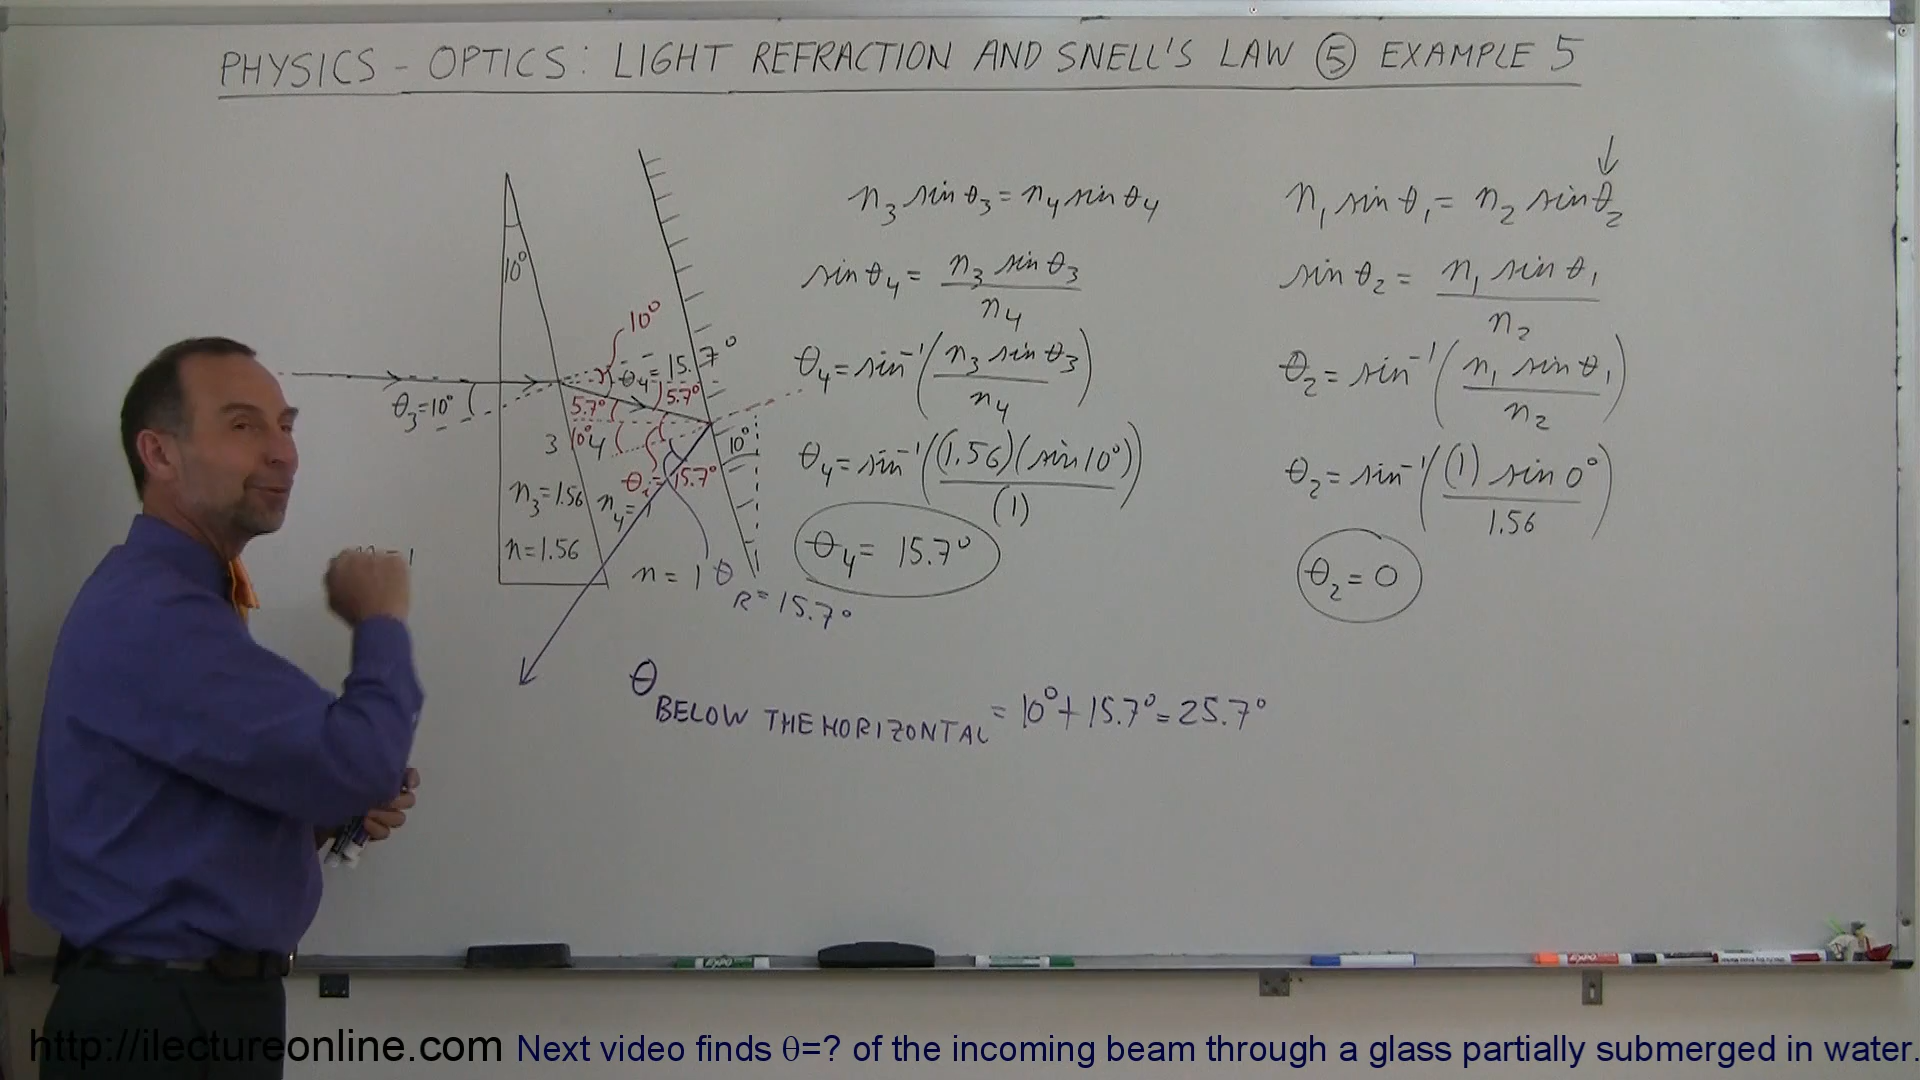 PHYSICS - OPTICS: LIGHT REFRACTION AND SNELL'S LAW ⑤ EXAMPLE 5
10°
10°
θ₄ = 15.7°
θ₃=10°
5.7°
5.7°
3
10°
4
10°
θᵢ= 15.7°
n₃=1.56
n₄=1
n=1.56
n=1
n = 1
θ
R = 15.7°
n₃ sin θ₃ = n₄ sin θ₄
sin θ₄ = n₃ sin θ₃ / n₄
θ₄ = sin⁻¹(n₃ sin θ₃ / n₄)
θ₄ = sin⁻¹((1.56)(sin 10°) / (1))
θ₄ = 15.7°
n₁ sin θ₁ = n₂ sin θ₂
sin θ₂ = n₁ sin θ₁ / n₂
θ₂ = sin⁻¹(n₁ sin θ₁ / n₂)
θ₂ = sin⁻¹((1) sin 0° / 1.56)
θ₂ = 0
θ BELOW THE HORIZONTAL = 10° + 15.7° = 25.7°
http://ilectureonline.com Next video finds θ=? of the incoming beam through a glass partially submerged in water.